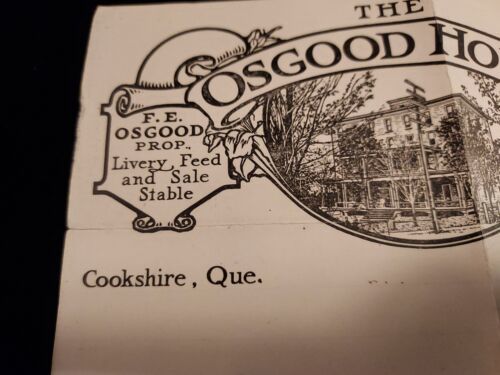 THE
OSGOOD HO
F. E.
OSGOOD
PROP.,
Livery, Feed
and Sale
Stable
Cookshire, Que.